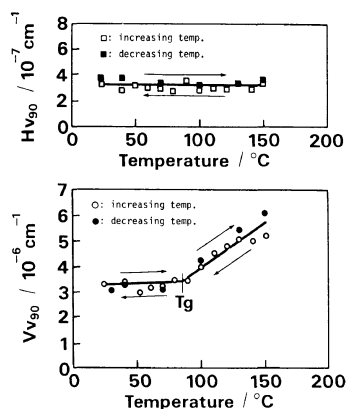 8
□: increasing temp.
■: decreasing temp.
6
4
2
0
Hv90 / 10-7 cm-1
0 50 100 150 200
Temperature / °C
7
○: increasing temp.
●: decreasing temp.
6
5
4
3
2
1
0
Tg
Vv90 / 10-6 cm-1
0 50 100 150 200
Temperature / °C